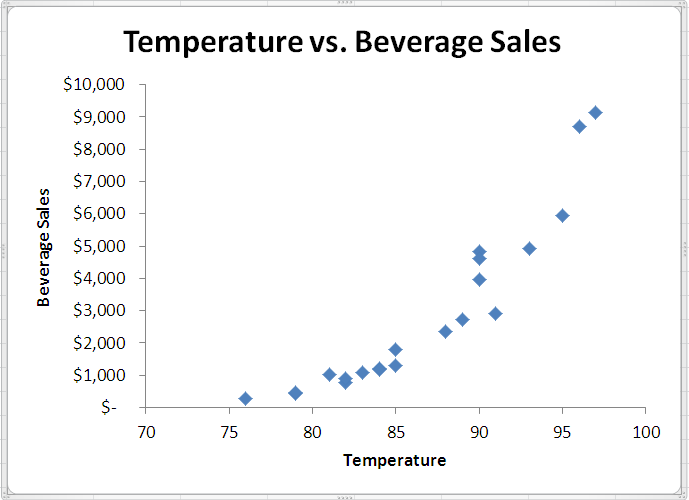 Temperature vs. Beverage Sales
$10,000
$9,000
$8,000
$7,000
$6,000
$5,000
$4,000
$3,000
$2,000
$1,000
$-
Beverage Sales
70 75 80 85 90 95 100
Temperature